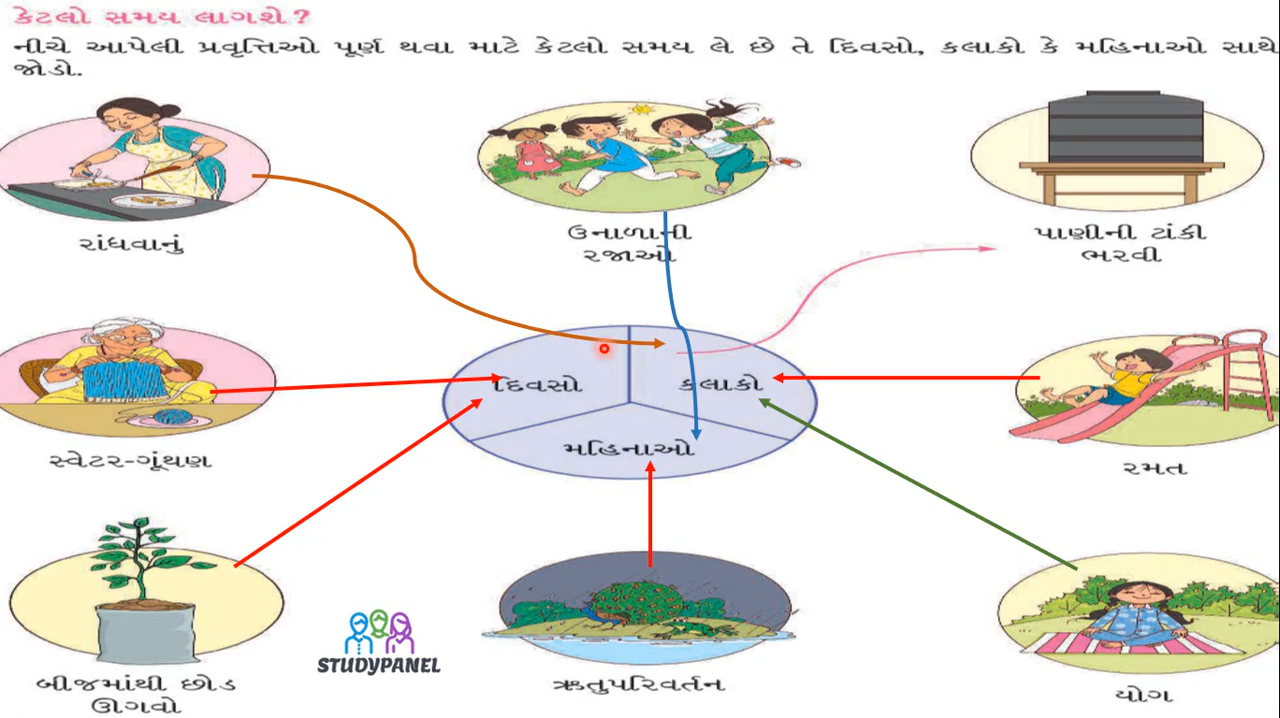 કેટલો સમય લાગશે?
નીચે આપેલી પ્રવૃત્તિઓ પૂર્ણ થવા માટે કેટલો સમય લે છે તે દિવસો, કલાકો કે મહિનાઓ સાથે
જોડો.
રાંધવાનું
ઉનાળાની
રજાઓ
પાણીની ટાંકી
ભરવી
દિવસો
કલાકો
મહિનાઓ
સ્વેટર-ગૂંથણ
રમત
બીજમાંથી છોડ
ઊગવો
STUDYPANEL
ઋતુપરિવર્તન
યોગ